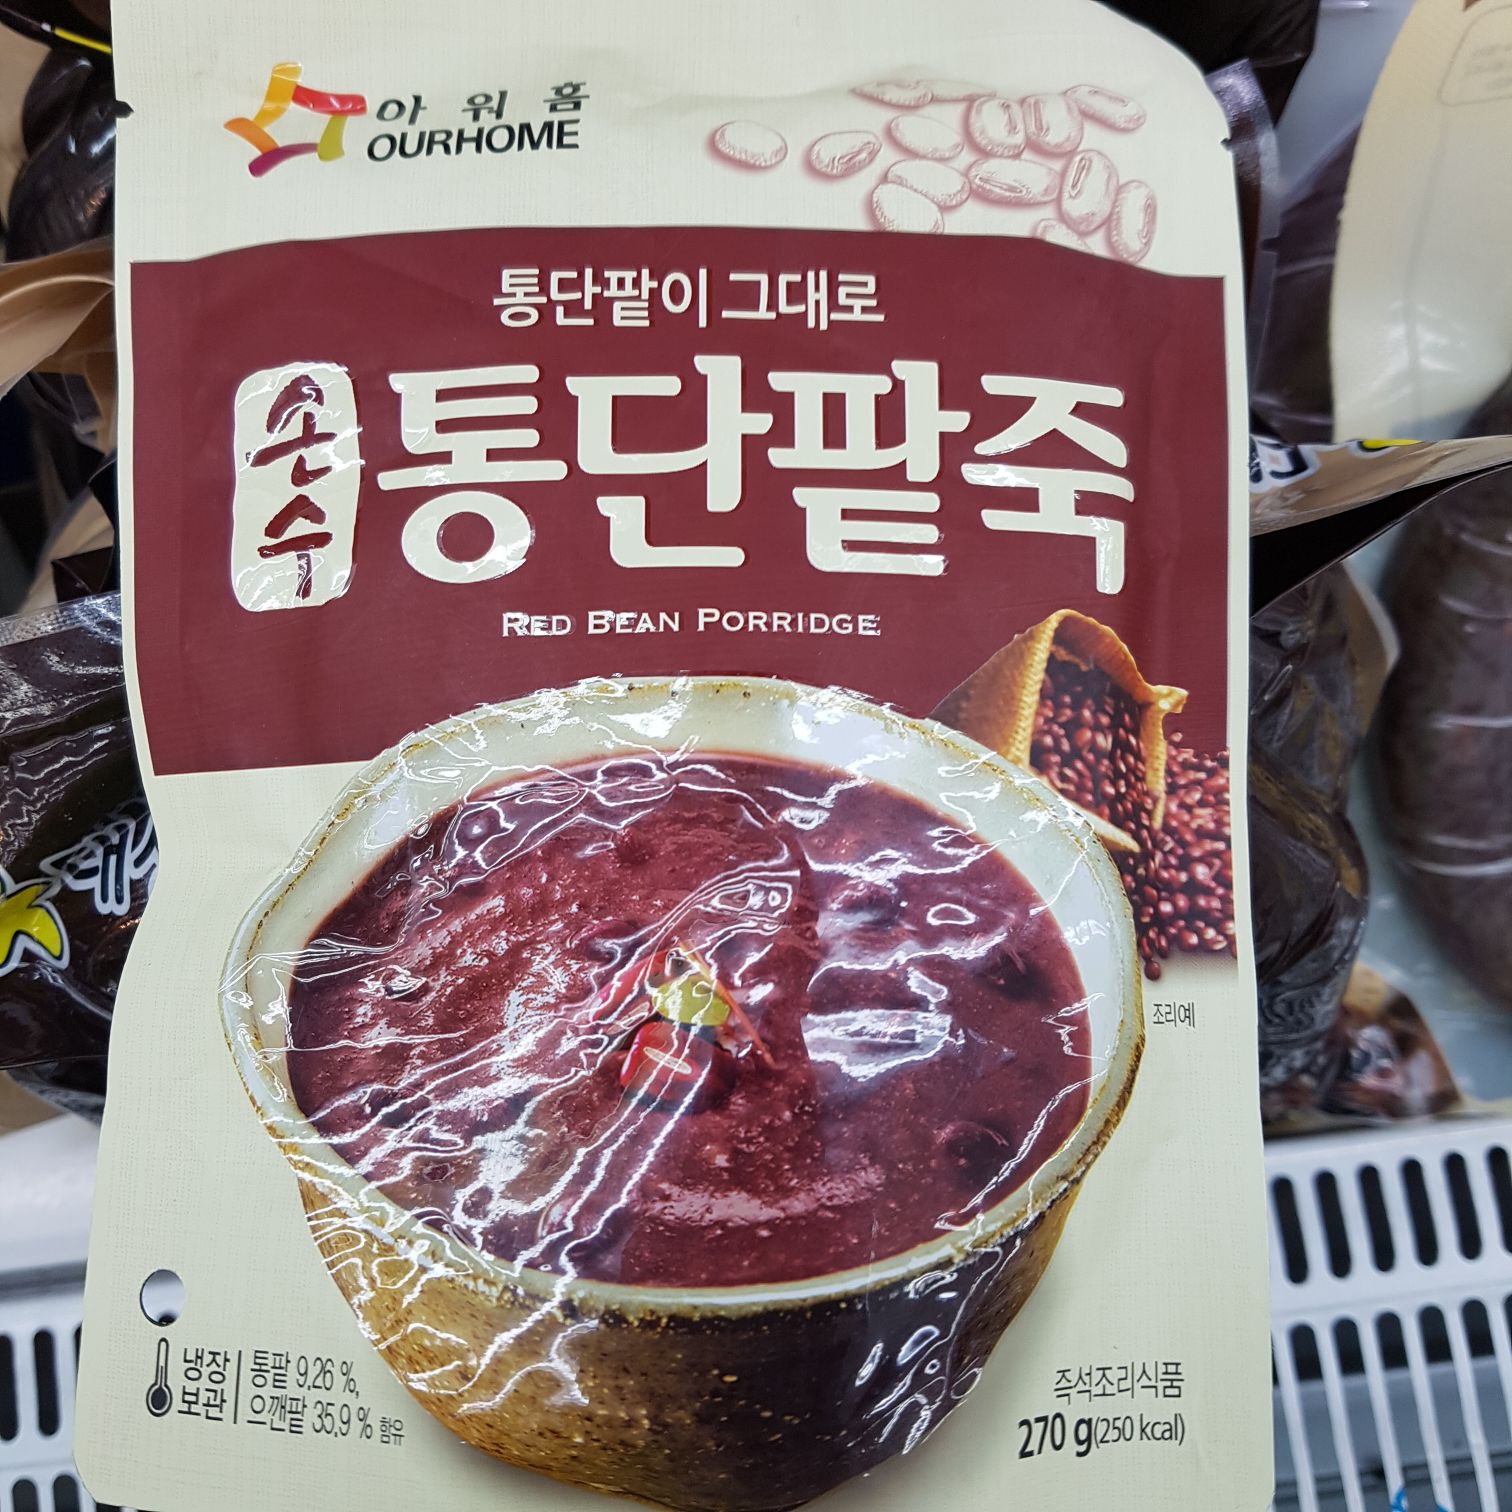 아워홈
OURHOME
통단팥이 그대로
손수
통단팥죽
RED BEAN PORRIDGE
조리예
냉장
보관
통팥 9.26 %,
으깬팥 35.9 % 함유
즉석조리식품
270 g(250 kcal)